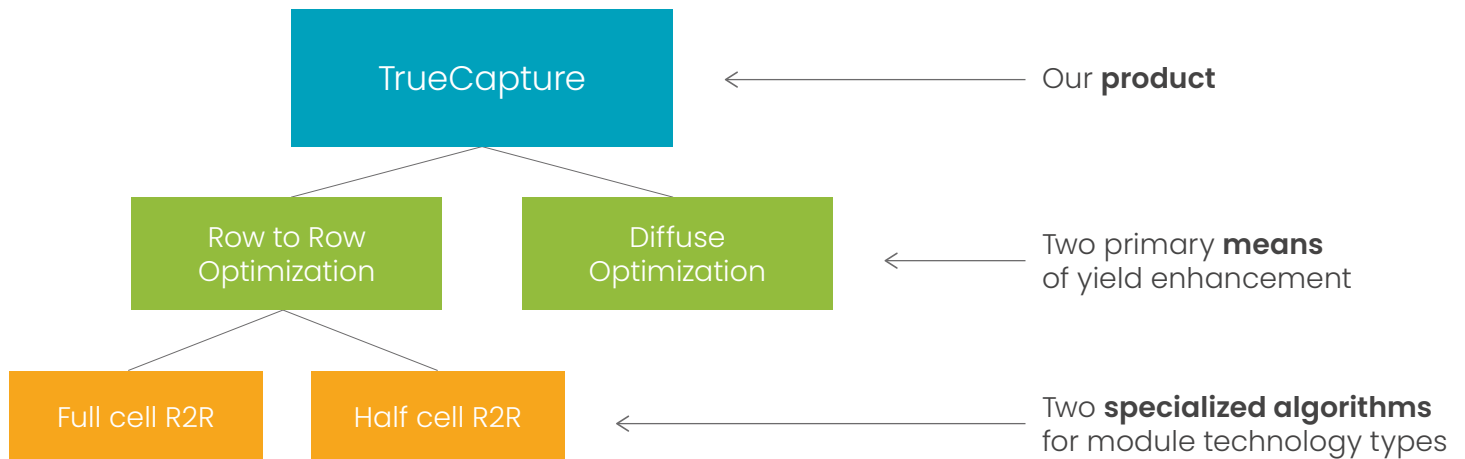 TrueCapture
Our product
Row to Row
Optimization
Diffuse
Optimization
Two primary means
of yield enhancement
Full cell R2R
Half cell R2R
Two specialized algorithms
for module technology types